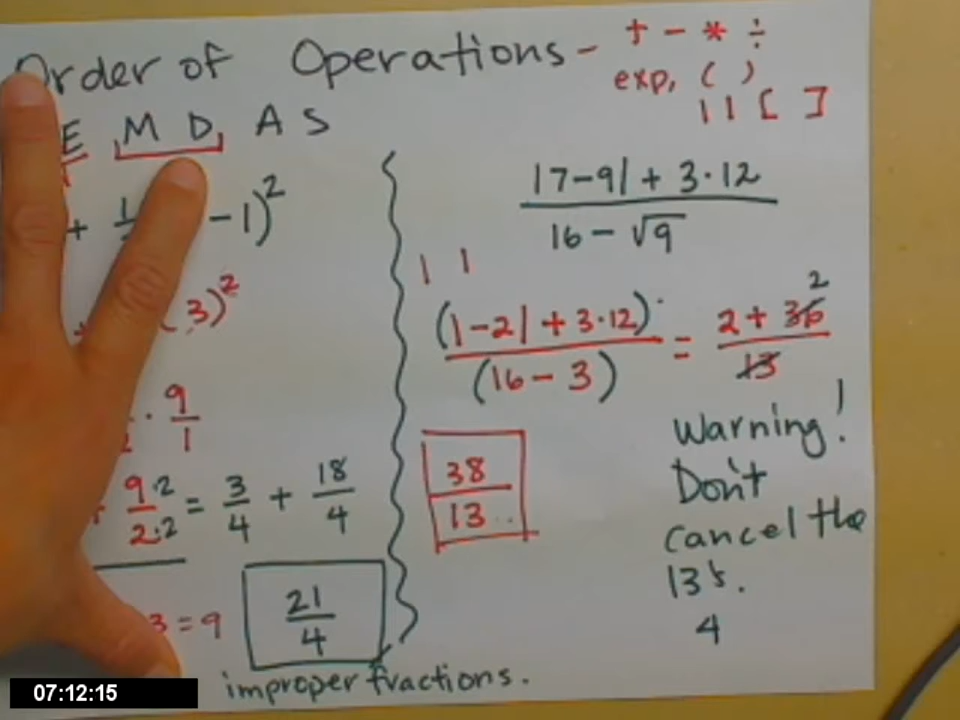 Order of Operations - + - * ÷
exp, ( )
| | [ ]
E M D A S
+ 1 - 1)²
|7-9| + 3·12
16 - √9
3)²
| |
(|-2| + 3·12) = 2 + 36 2
(16 - 3) 13
· 9/1
Warning!
Don't
cancel the
13's.
4
9·2/2·2 = 3/4 + 18/4
38/13
3 = 9
21/4
improper fractions.
07:12:15